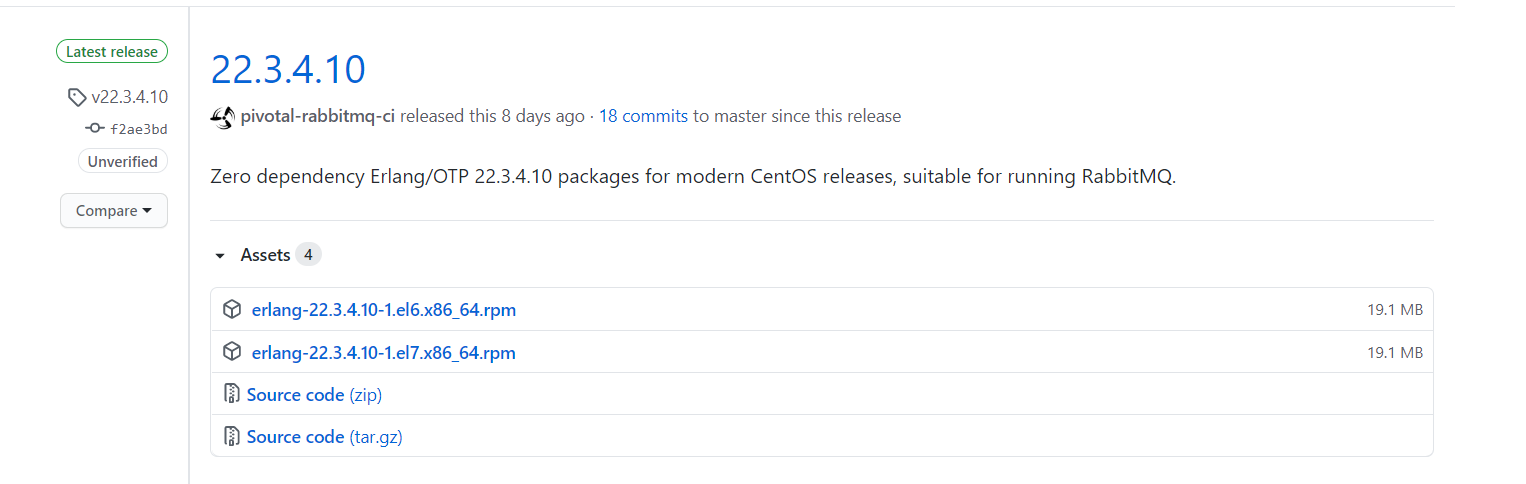 Latest release
v22.3.4.10
f2ae3bd
Unverified
Compare
22.3.4.10
pivotal-rabbitmq-ci released this 8 days ago · 18 commits to master since this release
Zero dependency Erlang/OTP 22.3.4.10 packages for modern CentOS releases, suitable for running RabbitMQ.
Assets 4
erlang-22.3.4.10-1.el6.x86_64.rpm 19.1 MB
erlang-22.3.4.10-1.el7.x86_64.rpm 19.1 MB
Source code (zip)
Source code (tar.gz)